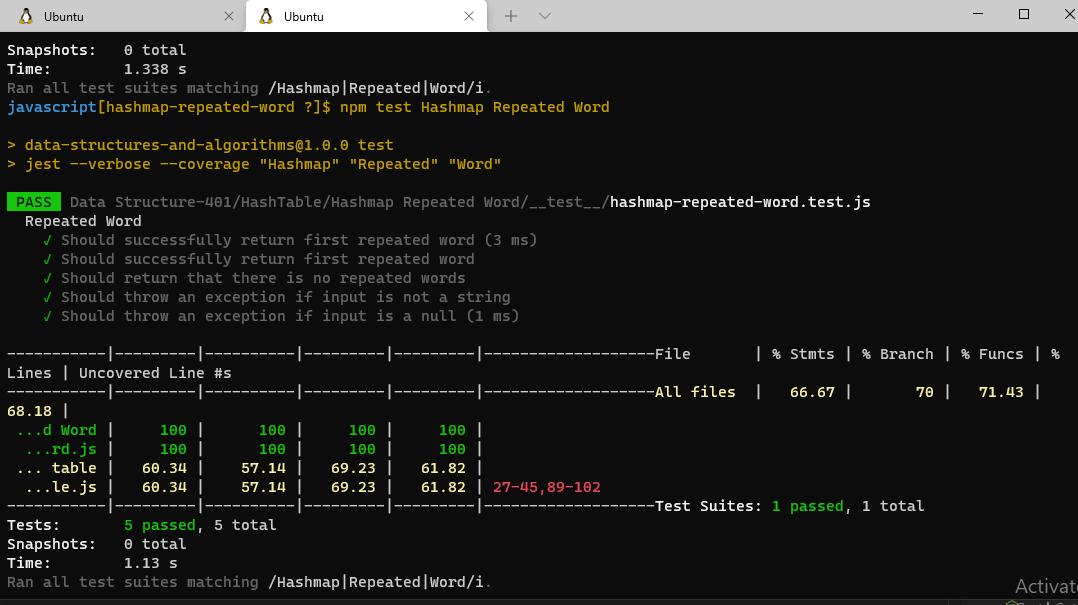 Ubuntu
Ubuntu
Snapshots:   0 total
Time:        1.338 s
Ran all test suites matching /Hashmap|Repeated|Word/i.
javascript[hashmap-repeated-word ?]$ npm test Hashmap Repeated Word
> data-structures-and-algorithms@1.0.0 test
> jest --verbose --coverage "Hashmap" "Repeated" "Word"
PASS Data Structure-401/HashTable/Hashmap Repeated Word/__test__/hashmap-repeated-word.test.js
  Repeated Word
    ✓ Should successfully return first repeated word (3 ms)
    ✓ Should successfully return first repeated word
    ✓ Should return that there is no repeated words
    ✓ Should throw an exception if input is not a string
    ✓ Should throw an exception if input is a null (1 ms)
-----------|---------|----------|---------|---------|-------------------File       | % Stmts | % Branch | % Funcs | %
Lines | Uncovered Line #s
-----------|---------|----------|---------|---------|-------------------All files  |   66.67 |       70 |   71.43 |
68.18 |
 ...d Word |     100 |      100 |     100 |     100 |
  ...rd.js |     100 |      100 |     100 |     100 |
 ... table |   60.34 |    57.14 |   69.23 |   61.82 |
  ...le.js |   60.34 |    57.14 |   69.23 |   61.82 | 27-45,89-102
-----------|---------|----------|---------|---------|-------------------Test Suites: 1 passed, 1 total
Tests:       5 passed, 5 total
Snapshots:   0 total
Time:        1.13 s
Ran all test suites matching /Hashmap|Repeated|Word/i.
Activate